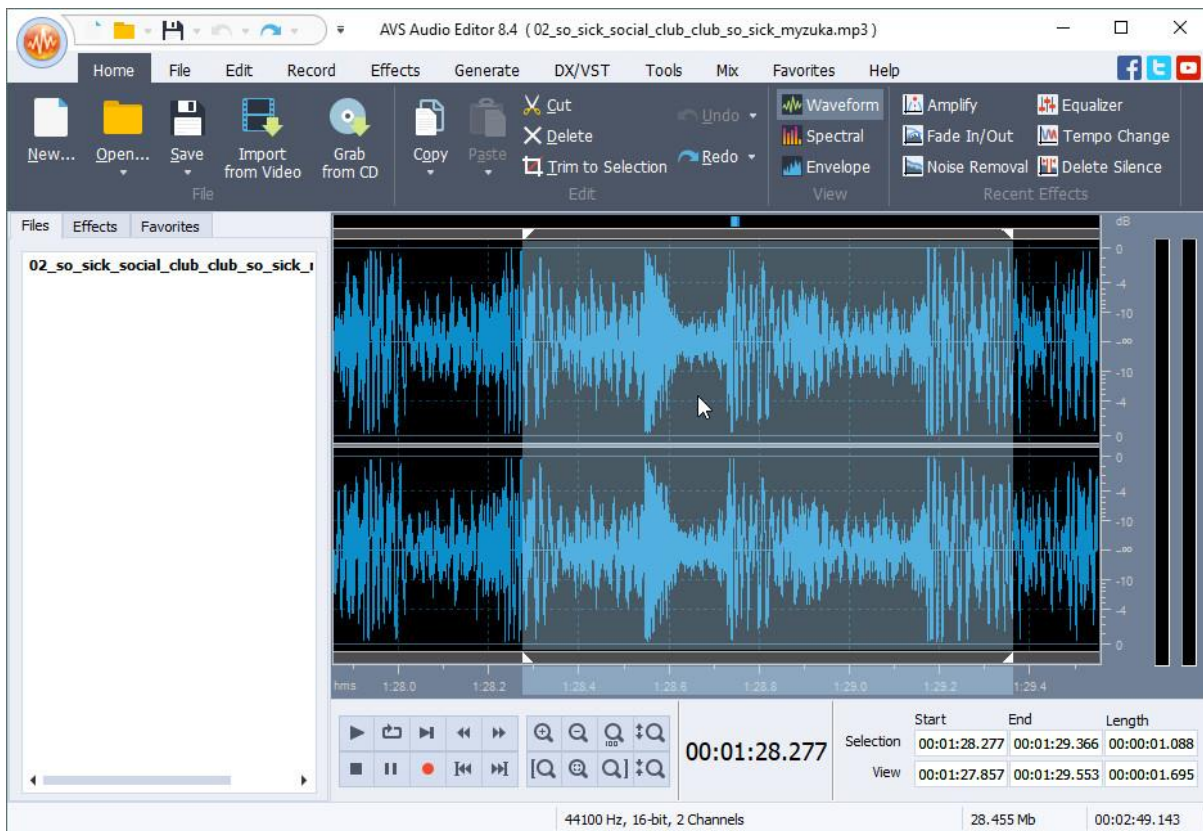 AVS Audio Editor 8.4 ( 02_so_sick_social_club_club_so_sick_myzuka.mp3 )
Home File Edit Record Effects Generate DX/VST Tools Mix Favorites Help
New... Open... Save Import from Video Grab from CD
File
Copy Paste
Cut
Delete
Trim to Selection
Undo
Redo
Edit
Waveform
Spectral
Envelope
View
Amplify Equalizer
Fade In/Out Tempo Change
Noise Removal Delete Silence
Recent Effects
Files Effects Favorites
02_so_sick_social_club_club_so_sick_
dB
0
-4
-10
-∞
-10
-4
0
0
-4
-10
-∞
-10
-4
0
hms 1:28.0 1:28.2 1:28.4 1:28.6 1:28.8 1:29.0 1:29.2 1:29.4
100
00:01:28.277
Start End Length
Selection 00:01:28.277 00:01:29.366 00:00:01.088
View 00:01:27.857 00:01:29.553 00:00:01.695
44100 Hz, 16-bit, 2 Channels 28.455 Mb 00:02:49.143